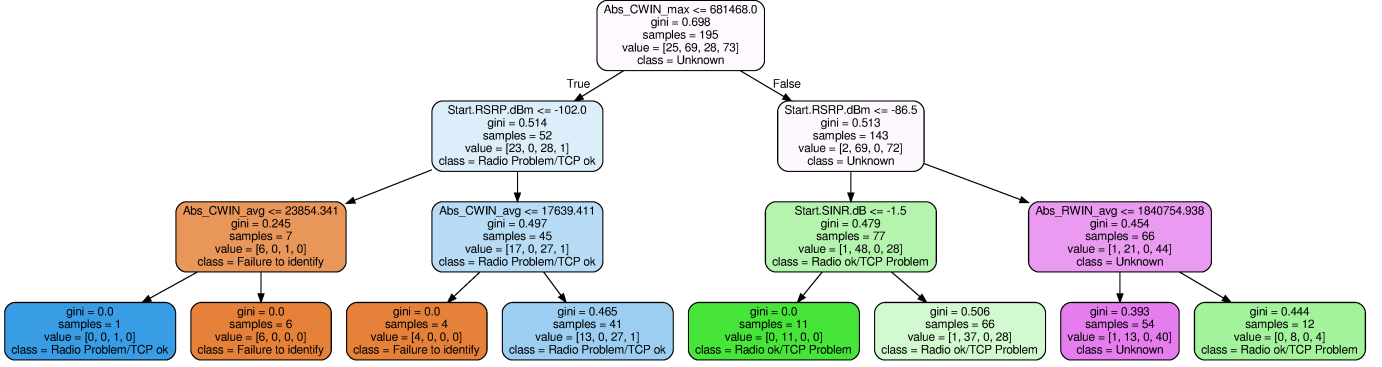 Abs_CWIN_max <= 681468.0
gini = 0.698
samples = 195
value = [25, 69, 28, 73]
class = Unknown
True
False
Start.RSRP.dBm <= -102.0
gini = 0.514
samples = 52
value = [23, 0, 28, 1]
class = Radio Problem/TCP ok
Start.RSRP.dBm <= -86.5
gini = 0.513
samples = 143
value = [2, 69, 0, 72]
class = Unknown
Abs_CWIN_avg <= 23854.341
gini = 0.245
samples = 7
value = [6, 0, 1, 0]
class = Failure to identify
Abs_CWIN_avg <= 17639.411
gini = 0.497
samples = 45
value = [17, 0, 27, 1]
class = Radio Problem/TCP ok
Start.SINR.dB <= -1.5
gini = 0.479
samples = 77
value = [1, 48, 0, 28]
class = Radio ok/TCP Problem
Abs_RWIN_avg <= 1840754.938
gini = 0.454
samples = 66
value = [1, 21, 0, 44]
class = Unknown
gini = 0.0
samples = 1
value = [0, 0, 1, 0]
class = Radio Problem/TCP ok
gini = 0.0
samples = 6
value = [6, 0, 0, 0]
class = Failure to identify
gini = 0.0
samples = 4
value = [4, 0, 0, 0]
class = Failure to identify
gini = 0.465
samples = 41
value = [13, 0, 27, 1]
class = Radio Problem/TCP ok
gini = 0.0
samples = 11
value = [0, 11, 0, 0]
class = Radio ok/TCP Problem
gini = 0.506
samples = 66
value = [1, 37, 0, 28]
class = Radio ok/TCP Problem
gini = 0.393
samples = 54
value = [1, 13, 0, 40]
class = Unknown
gini = 0.444
samples = 12
value = [0, 8, 0, 4]
class = Radio ok/TCP Problem